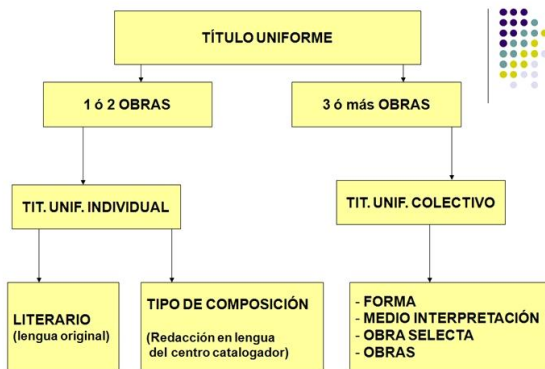 TÍTULO UNIFORME
1 ó 2 OBRAS
3 ó más OBRAS
TIT. UNIF. INDIVIDUAL
TIT. UNIF. COLECTIVO
LITERARIO
(lengua original)
TIPO DE COMPOSICIÓN
(Redacción en lengua
del centro catalogador)
- FORMA
- MEDIO INTERPRETACIÓN
- OBRA SELECTA
- OBRAS